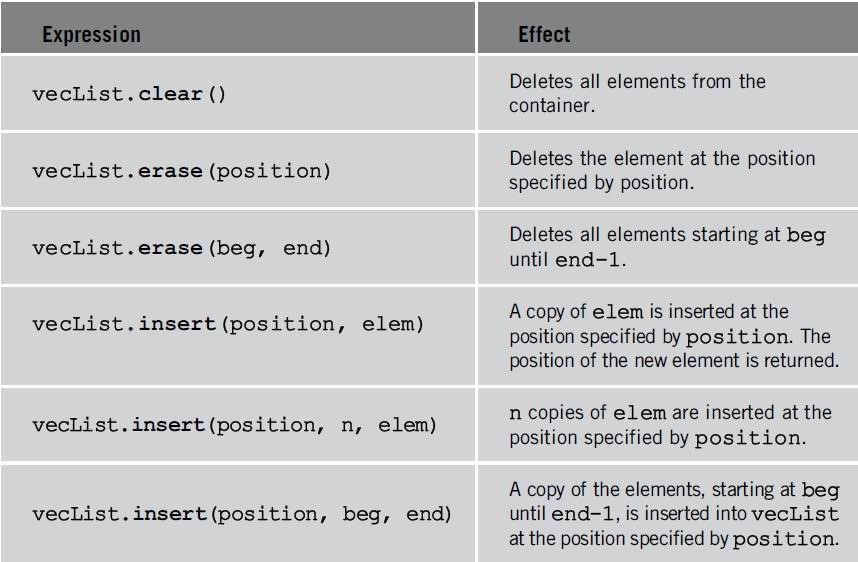 Expression
Effect
vecList.clear()
Deletes all elements from the
container.
vecList.erase(position)
Deletes the element at the position
specified by position.
vecList.erase(beg, end)
Deletes all elements starting at beg
until end-1.
vecList.insert(position, elem)
A copy of elem is inserted at the
position specified by position. The
position of the new element is returned.
vecList.insert(position, n, elem)
n copies of elem are inserted at the
position specified by position.
vecList.insert(position, beg, end)
A copy of the elements, starting at beg
until end-1, is inserted into vecList
at the position specified by position.